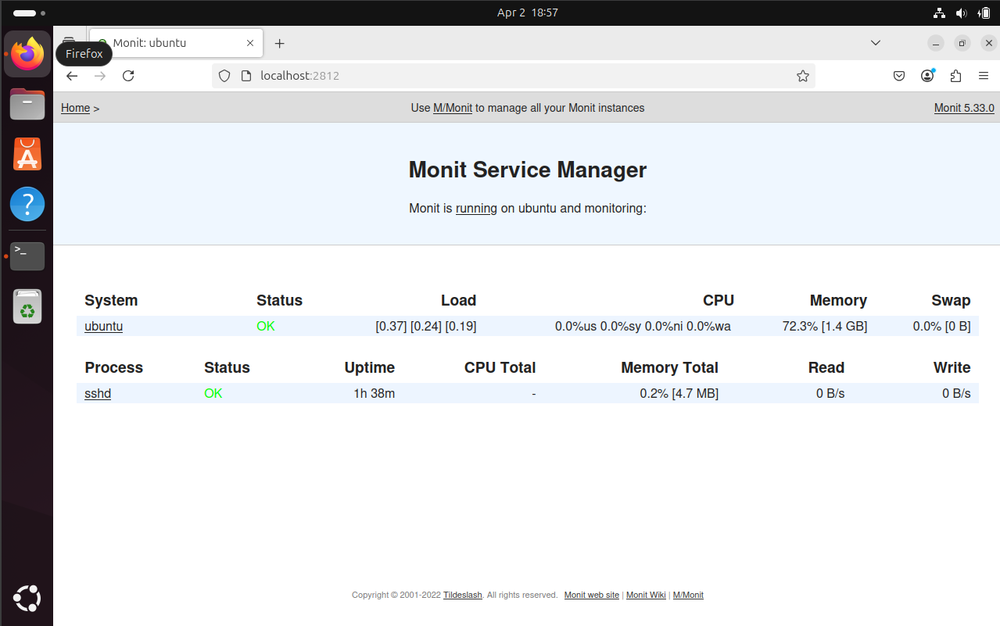 Apr 2 18:57
Monit: ubuntu
Firefox
localhost:2812
Home >
Use M/Monit to manage all your Monit instances
Monit 5.33.0
Monit Service Manager
Monit is running on ubuntu and monitoring:
System Status Load CPU Memory Swap
ubuntu OK [0.37] [0.24] [0.19] 0.0%us 0.0%sy 0.0%ni 0.0%wa 72.3% [1.4 GB] 0.0% [0 B]
Process Status Uptime CPU Total Memory Total Read Write
sshd OK 1h 38m - 0.2% [4.7 MB] 0 B/s 0 B/s
Copyright © 2001-2022 Tildeslash. All rights reserved. Monit web site | Monit Wiki | M/Monit